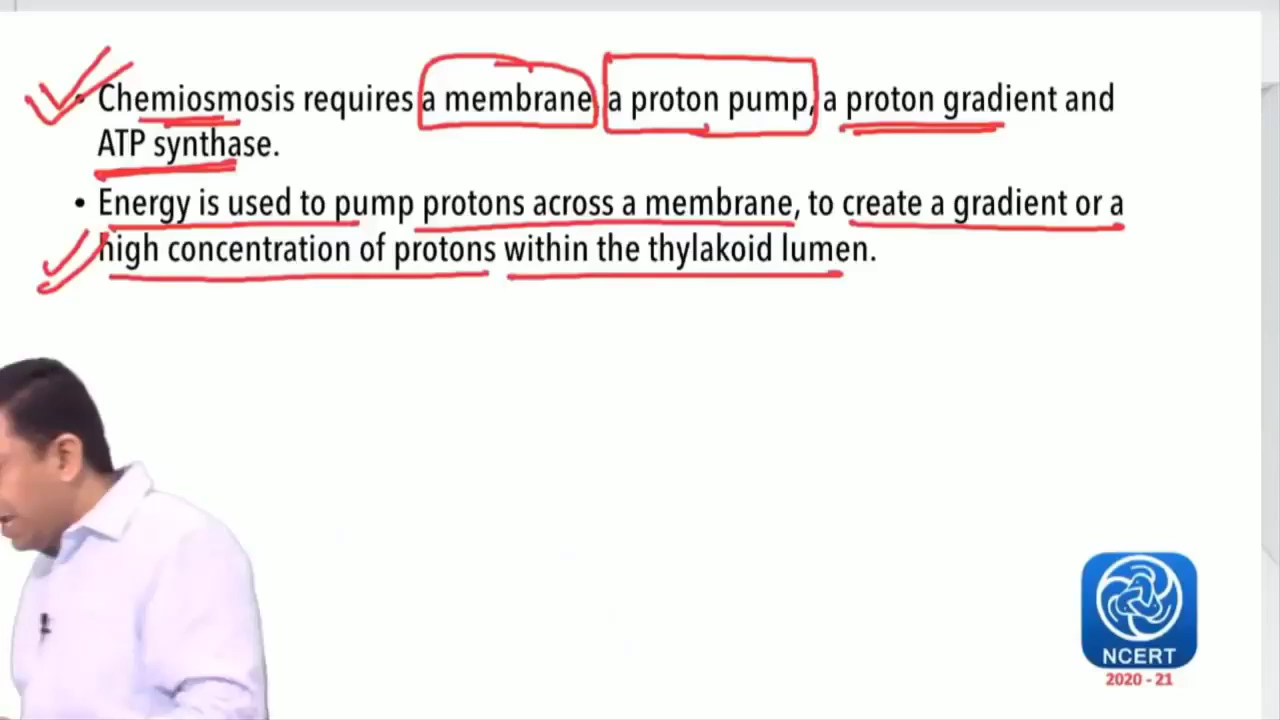 • Chemiosmosis requires a membrane, a proton pump, a proton gradient and
ATP synthase.
• Energy is used to pump protons across a membrane, to create a gradient or a
high concentration of protons within the thylakoid lumen.
NCERT
2020 - 21